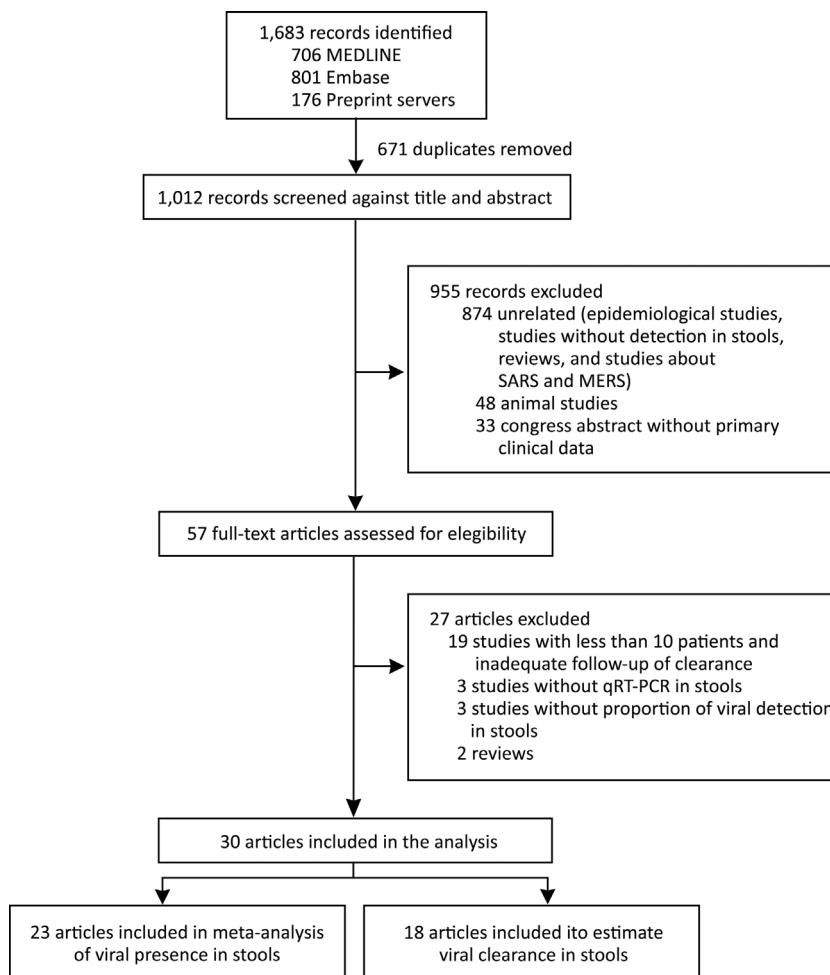 1,683 records identified
706 MEDLINE
801 Embase
176 Preprint servers
671 duplicates removed
1,012 records screened against title and abstract
955 records excluded
874 unrelated (epidemiological studies,
studies without detection in stools,
reviews, and studies about
SARS and MERS)
48 animal studies
33 congress abstract without primary
clinical data
57 full-text articles assessed for elegibility
27 articles excluded
19 studies with less than 10 patients and
inadequate follow-up of clearance
3 studies without qRT-PCR in stools
3 studies without proportion of viral detection
in stools
2 reviews
30 articles included in the analysis
23 articles included in meta-analysis
of viral presence in stools
18 articles included ito estimate
viral clearance in stools